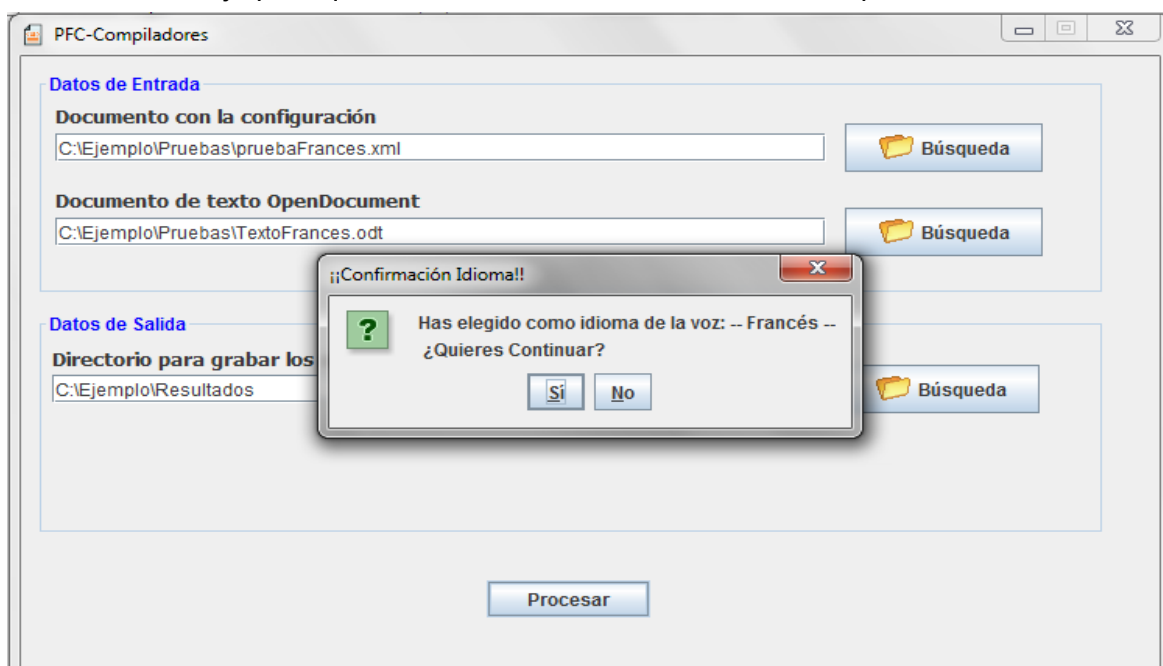 PFC-Compiladores
Datos de Entrada
Documento con la configuración
C:\Ejemplo\Pruebas\pruebaFrances.xml
Búsqueda
Documento de texto OpenDocument
C:\Ejemplo\Pruebas\TextoFrances.odt
Búsqueda
¡¡Confirmación Idioma!!
Has elegido como idioma de la voz: -- Francés --
¿Quieres Continuar?
Sí No
Datos de Salida
Directorio para grabar los
C:\Ejemplo\Resultados
Búsqueda
Procesar